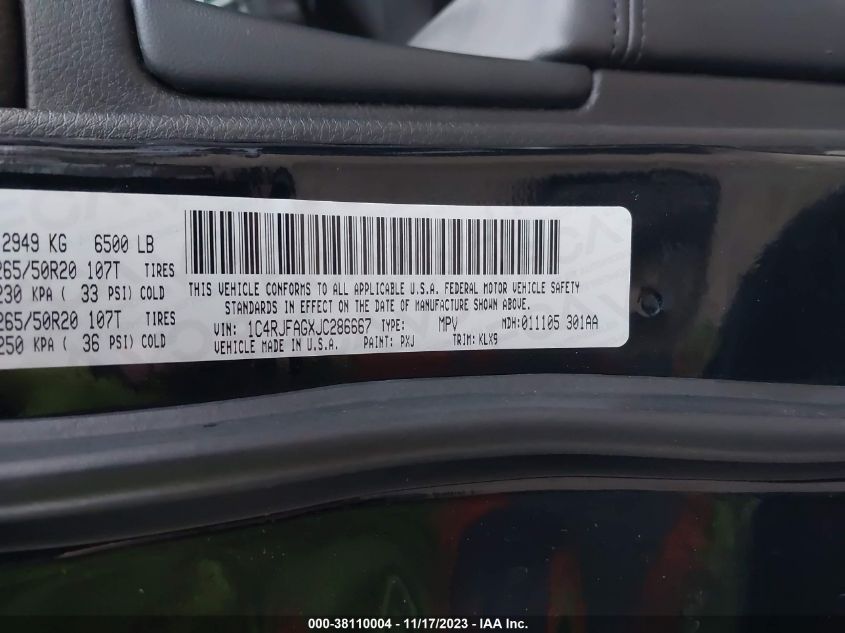 2949 KG 6500 LB
265/50R20 107T TIRES
230 KPA ( 33 PSI) COLD
265/50R20 107T TIRES
250 KPA ( 36 PSI) COLD
THIS VEHICLE CONFORMS TO ALL APPLICABLE U.S.A. FEDERAL MOTOR VEHICLE SAFETY
STANDARDS IN EFFECT ON THE DATE OF MANUFACTURE SHOWN ABOVE.
VIN: 1C4RJFAGXJC286667 TYPE: MPV MDH:011105 301AA
VEHICLE MADE IN U.S.A. PAINT: PXJ TRIM: KLX9
000-38110004 — 11/17/2023 - © IAA Inc.